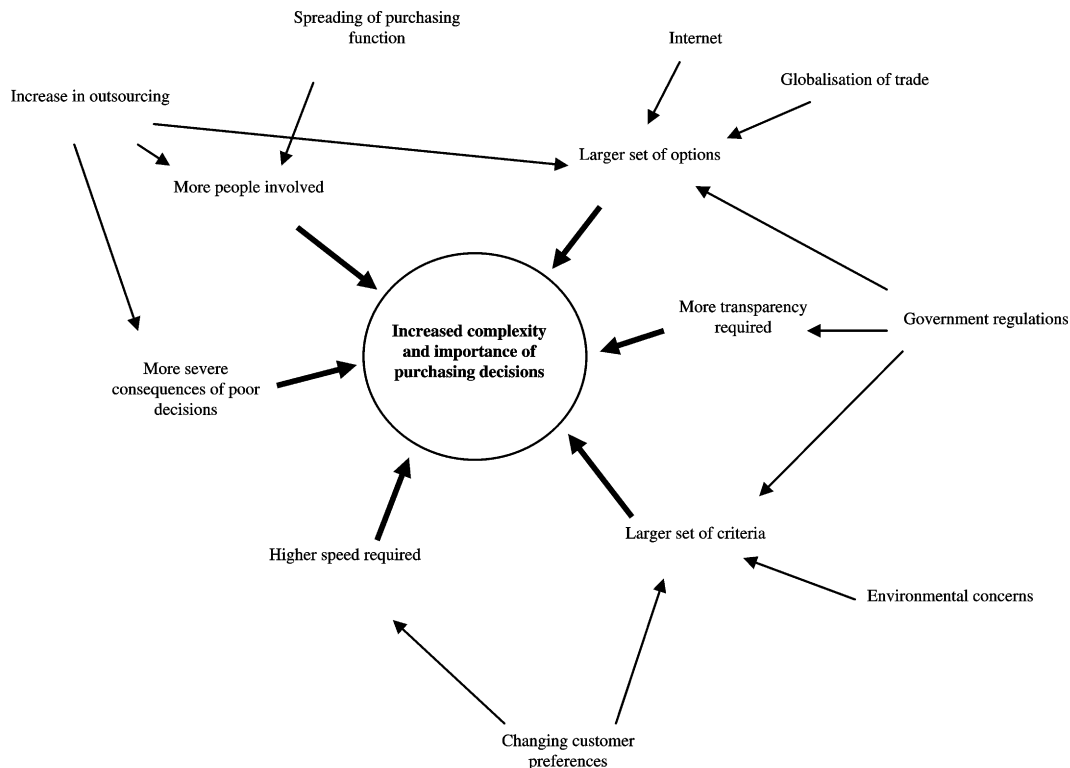 Spreading of purchasing
function
Internet
Globalisation of trade
Increase in outsourcing
Larger set of options
More people involved
More transparency
required
Government regulations
Increased complexity
and importance of
purchasing decisions
More severe
consequences of poor
decisions
Larger set of criteria
Higher speed required
Environmental concerns
Changing customer
preferences